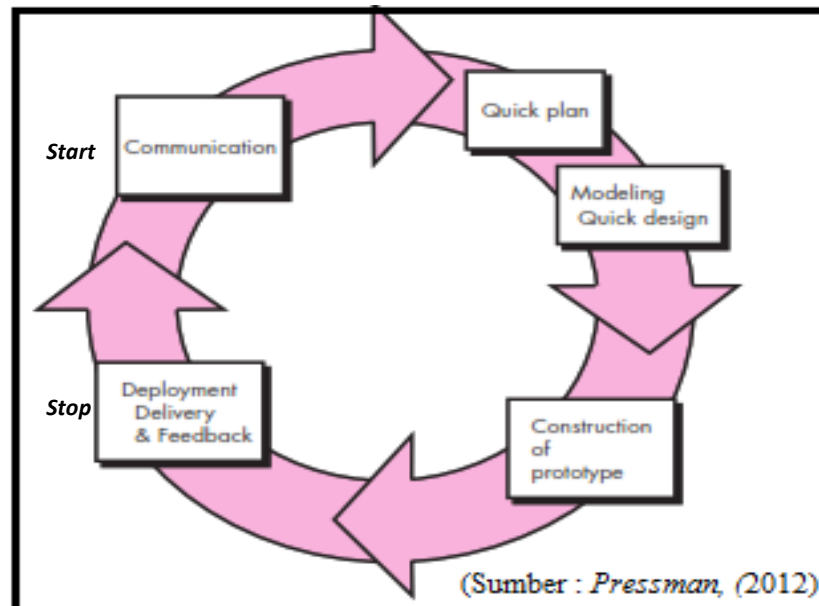 Start
Communication
Quick plan
Modeling
Quick design
Construction
of
prototype
Stop
Deployment
Delivery
& Feedback
(Sumber : Pressman, (2012)